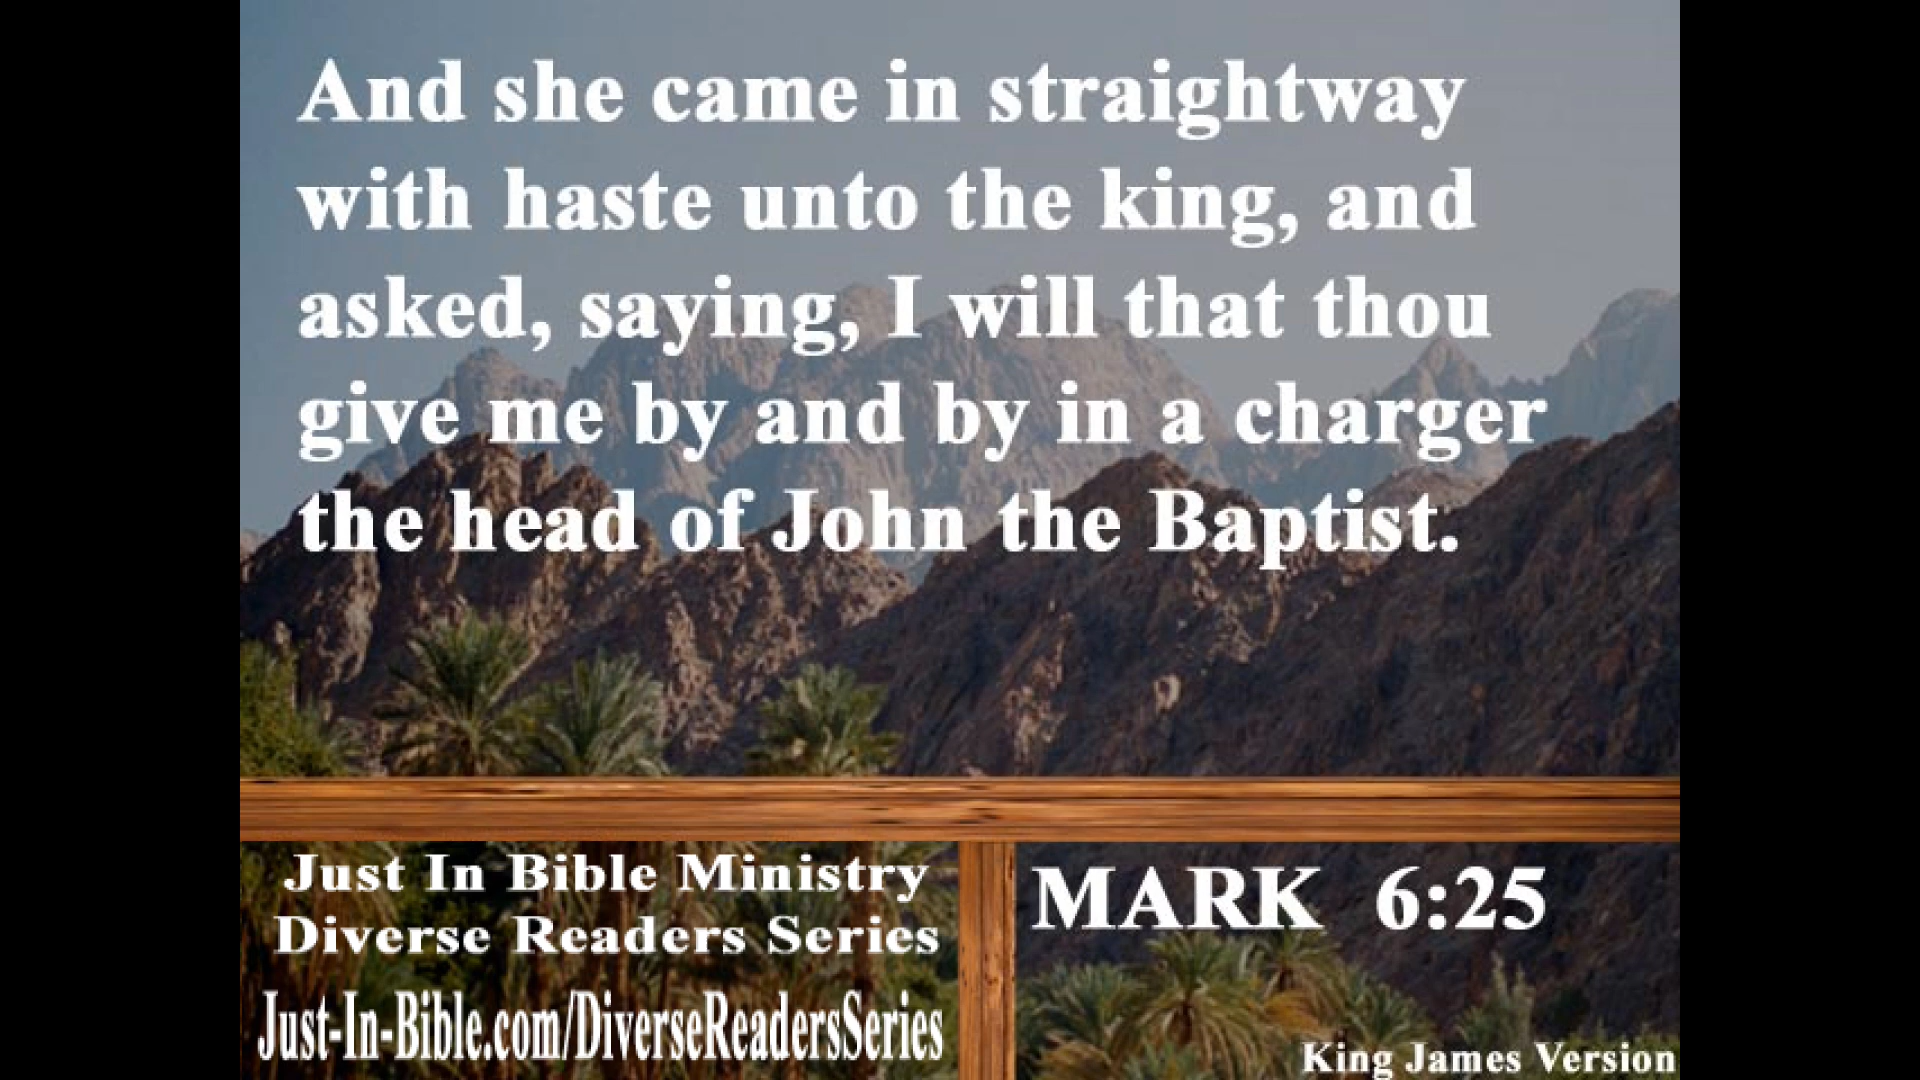 And she came in straightway
with haste unto the king, and
asked, saying, I will that thou
give me by and by in a charger
the head of John the Baptist.
Just In Bible Ministry
Diverse Readers Series
Just-In-Bible.com/DiverseReadersSeries
MARK 6:25
King James Version